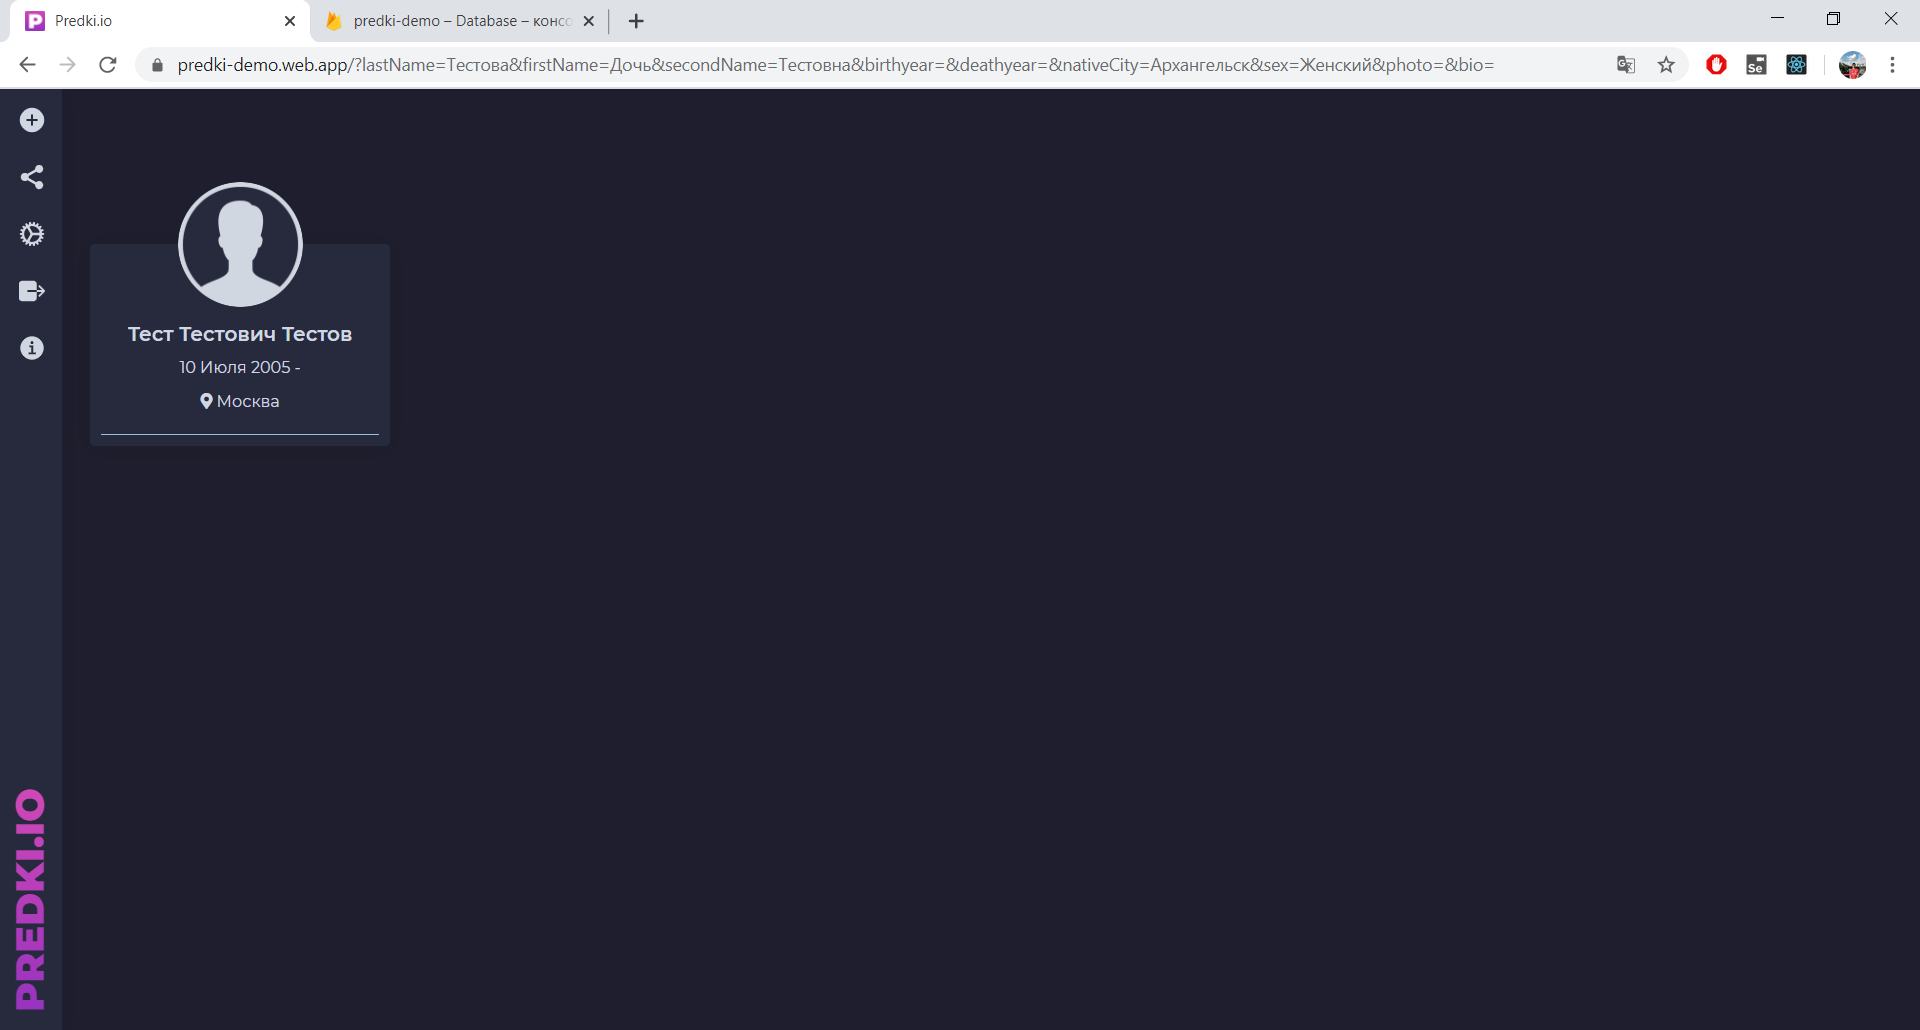 Predki.io
predki-demo – Database – консо
predki-demo.web.app/?lastName=Тестова&firstName=Дочь&secondName=Тестовна&birthyear=&deathyear=&nativeCity=Архангельск&sex=Женский&photo=&bio=
Se
Тест Тестович Тестов
10 Июля 2005 -
Москва
PREDKI.IO